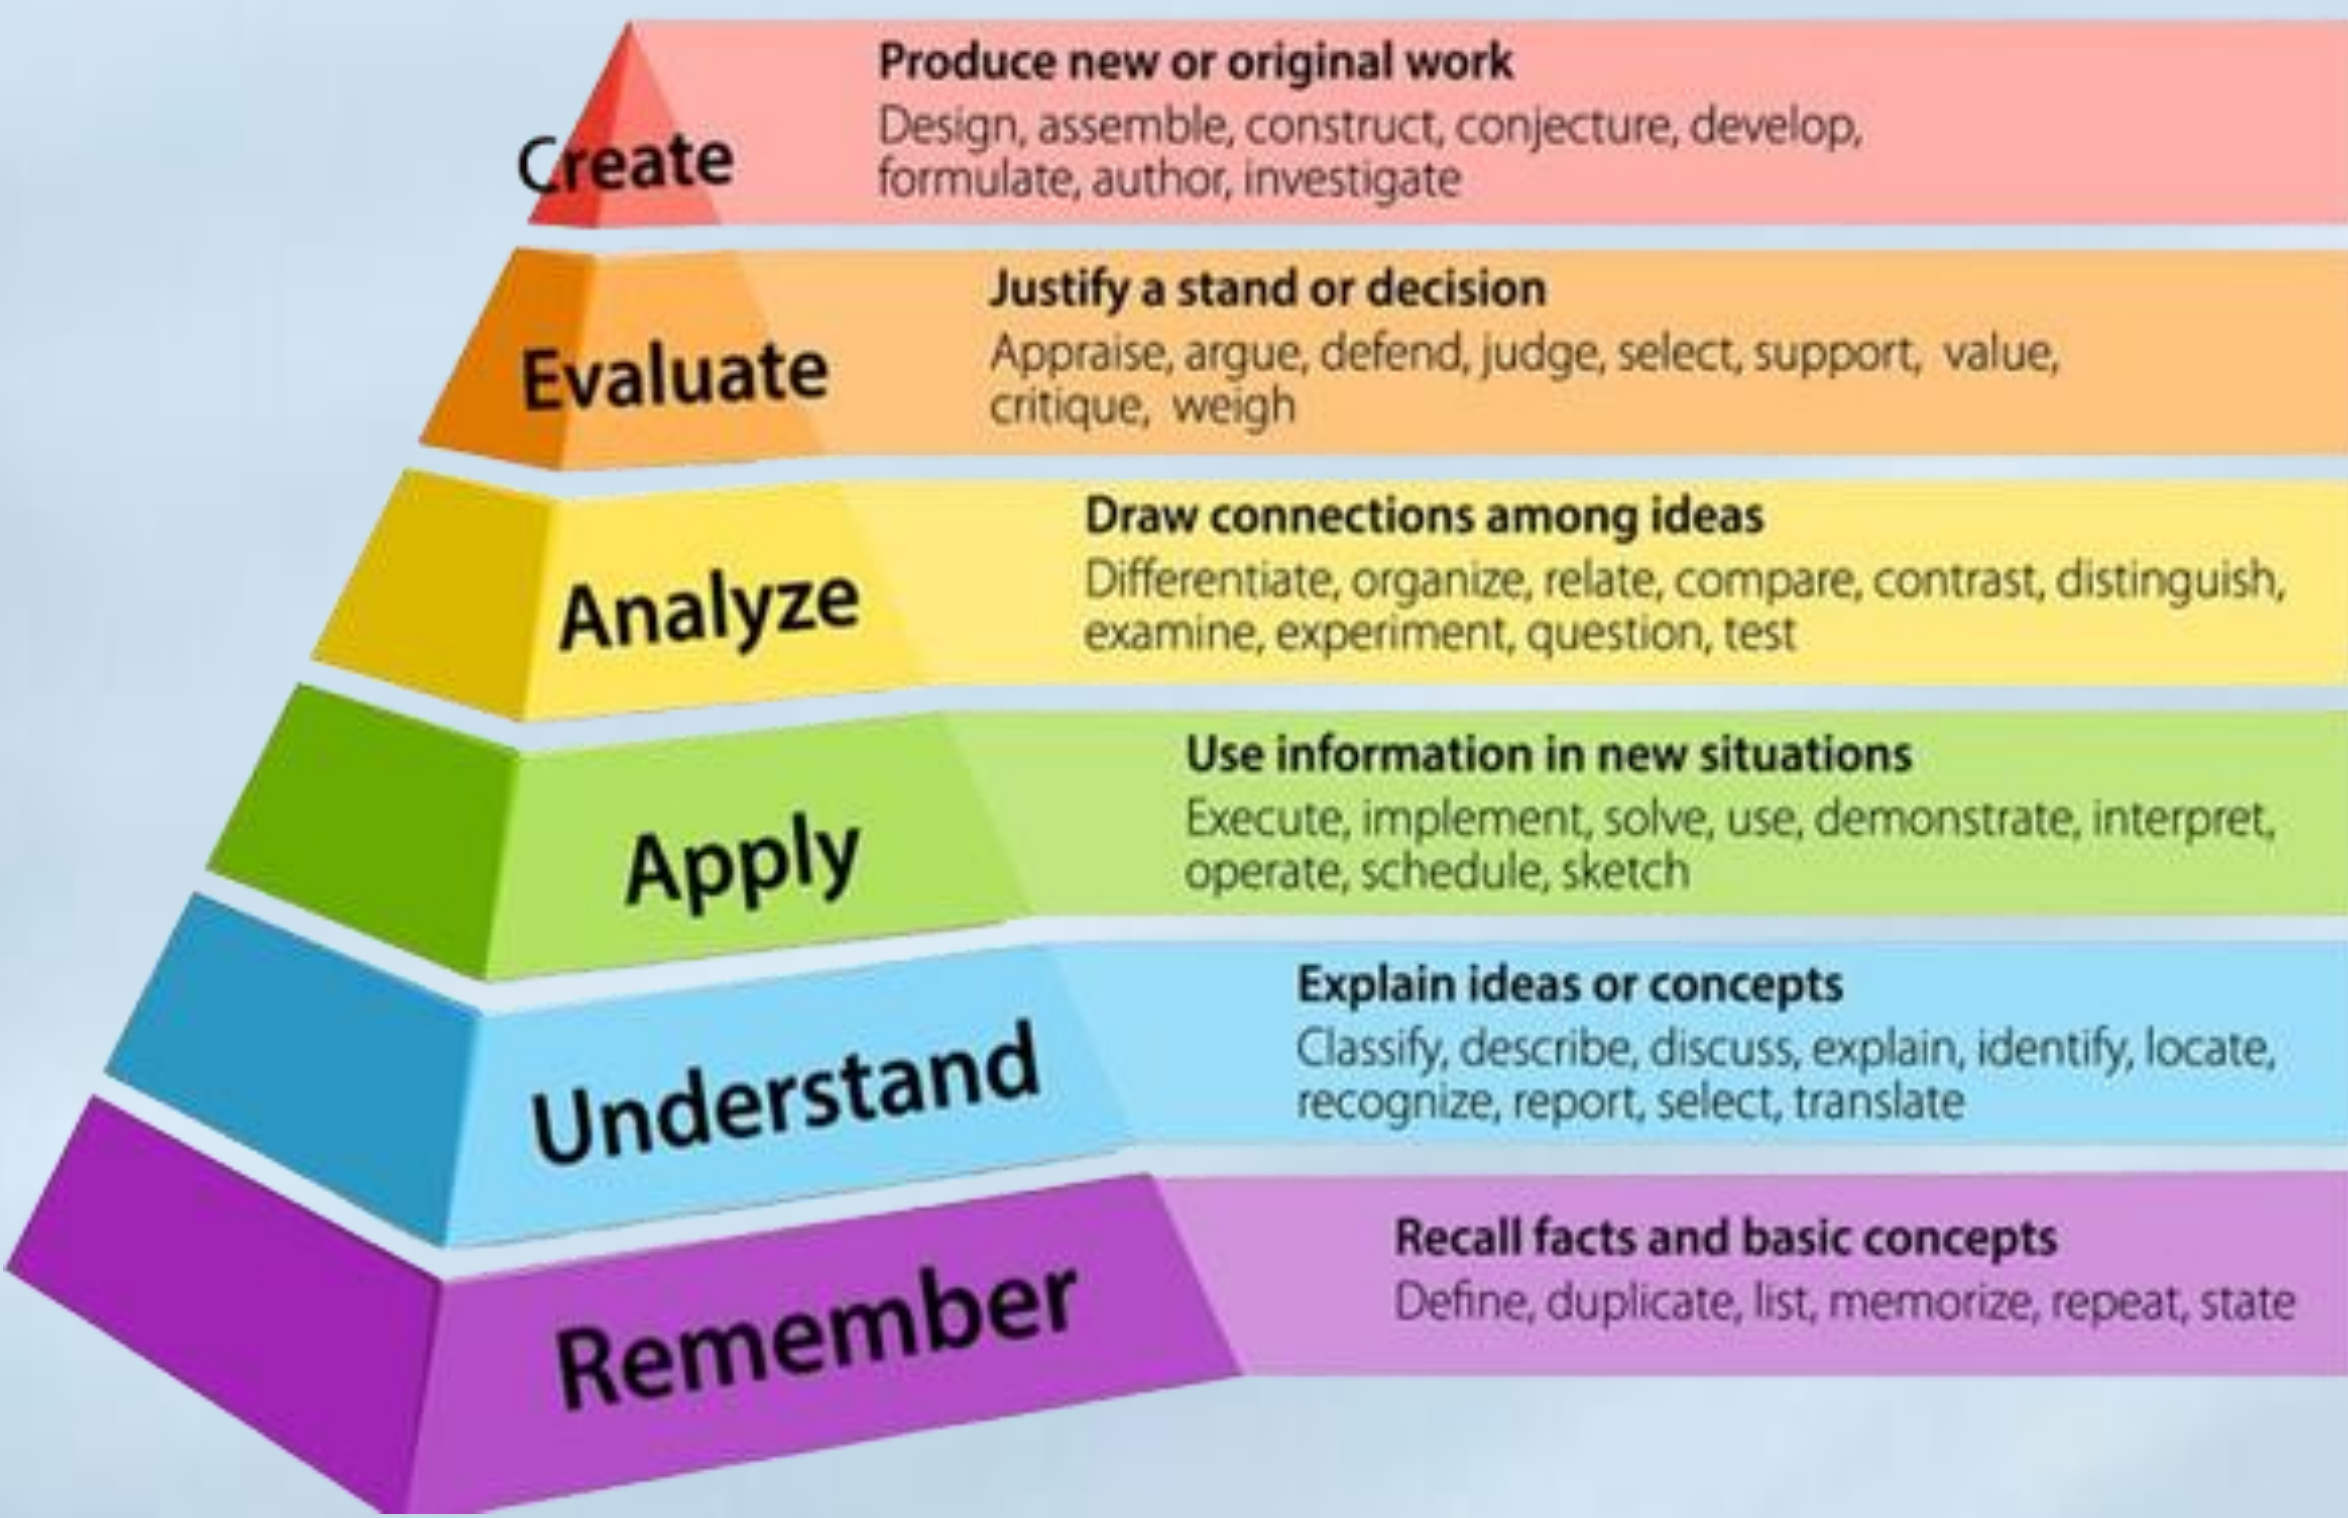 Create
Produce new or original work
Design, assemble, construct, conjecture, develop,
formulate, author, investigate
Evaluate
Justify a stand or decision
Appraise, argue, defend, judge, select, support, value,
critique, weigh
Analyze
Draw connections among ideas
Differentiate, organize, relate, compare, contrast, distinguish,
examine, experiment, question, test
Apply
Use information in new situations
Execute, implement, solve, use, demonstrate, interpret,
operate, schedule, sketch
Understand
Explain ideas or concepts
Classify, describe, discuss, explain, identify, locate,
recognize, report, select, translate
Remember
Recall facts and basic concepts
Define, duplicate, list, memorize, repeat, state